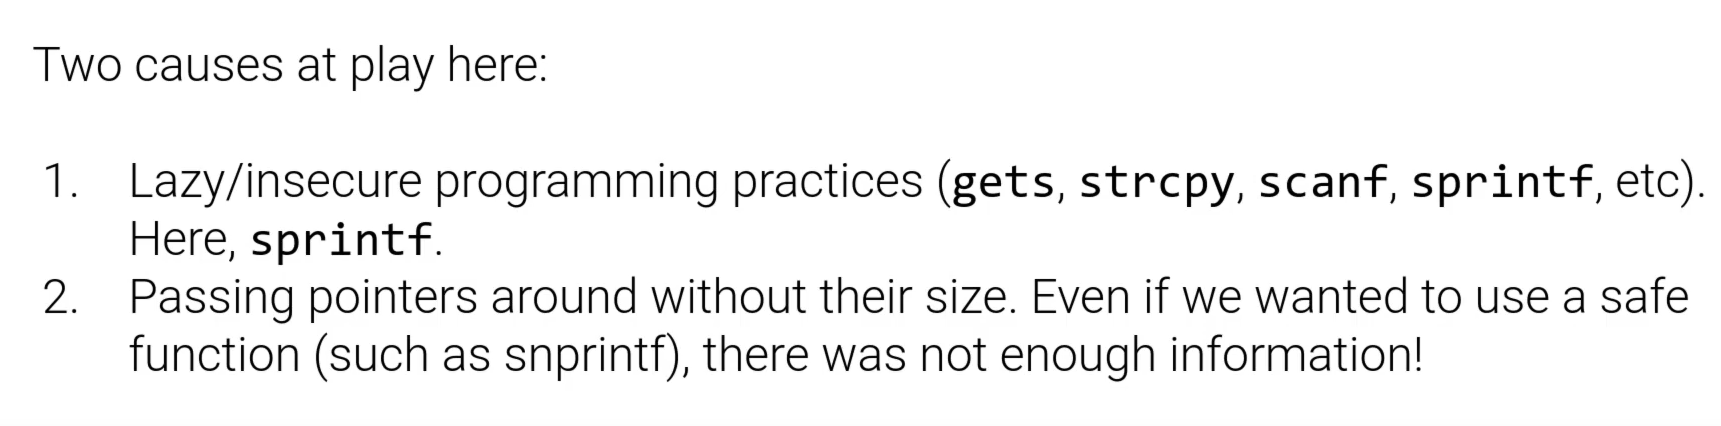 Two causes at play here:
1. Lazy/insecure programming practices (gets, strcpy, scanf, sprintf, etc).
Here, sprintf.
2. Passing pointers around without their size. Even if we wanted to use a safe
function (such as snprintf), there was not enough information!